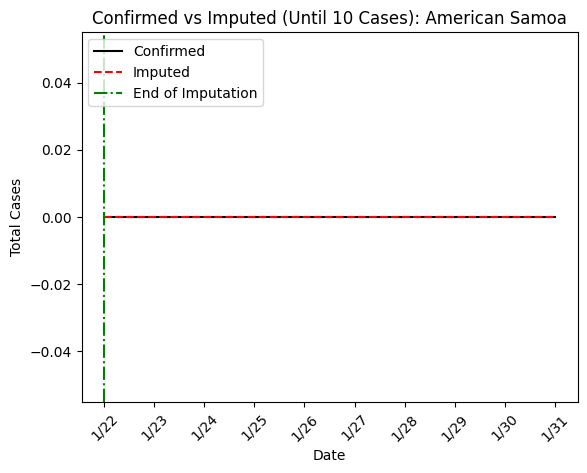 Confirmed vs Imputed (Until 10 Cases): American Samoa
Confirmed
Imputed
End of Imputation
0.04
0.02
0.00
−0.02
−0.04
Total Cases
1/22
1/23
1/24
1/25
1/26
1/27
1/28
1/29
1/30
1/31
Date